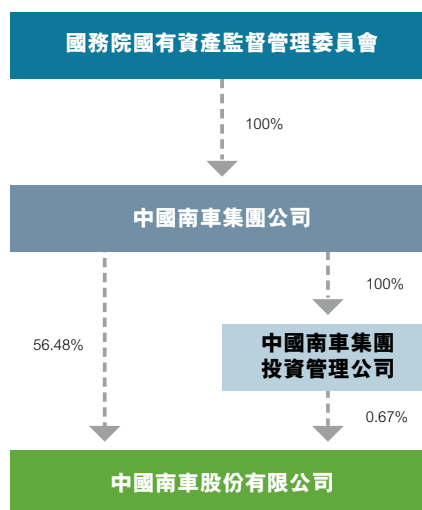 國務院國有資產監督管理委員會
100%
中國南車集團公司
100%
56.48%
中國南車集團
投資管理公司
0.67%
中國南車股份有限公司